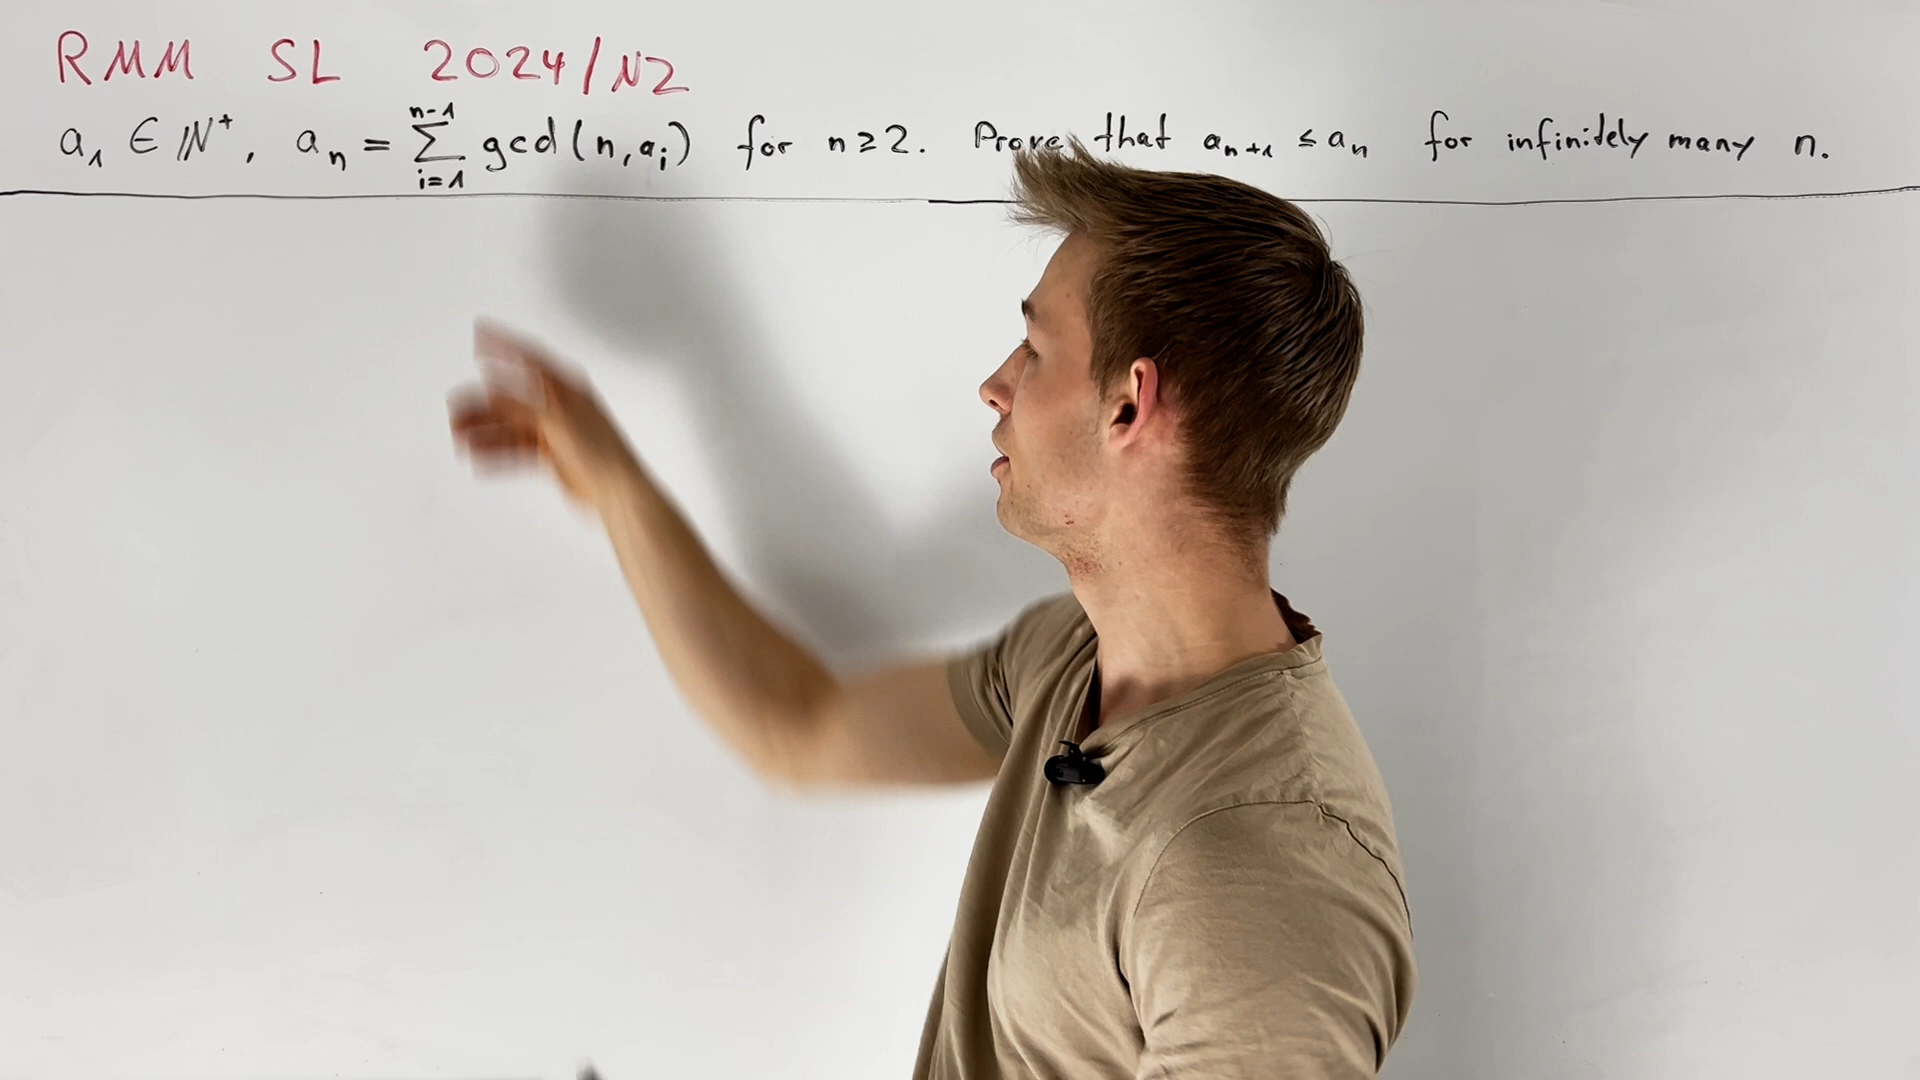 RMM SL 2024/N2
a₁ ∈ ℕ⁺, aₙ = ∑_{i=1}^{n-1} gcd(n, aᵢ) for n ≥ 2. Prove that aₙ₊₁ ≤ aₙ for infinitely many n.